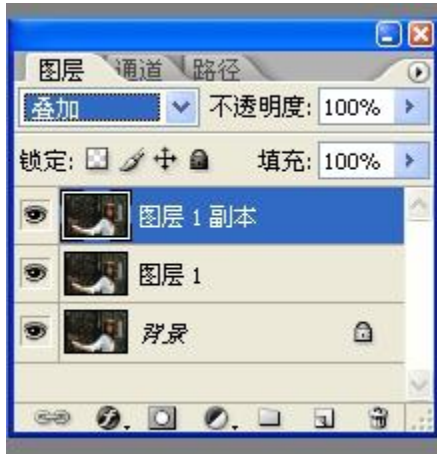 图层 通道 路径
叠加 不透明度: 100%
锁定: 填充: 100%
图层 1 副本
图层 1
背景